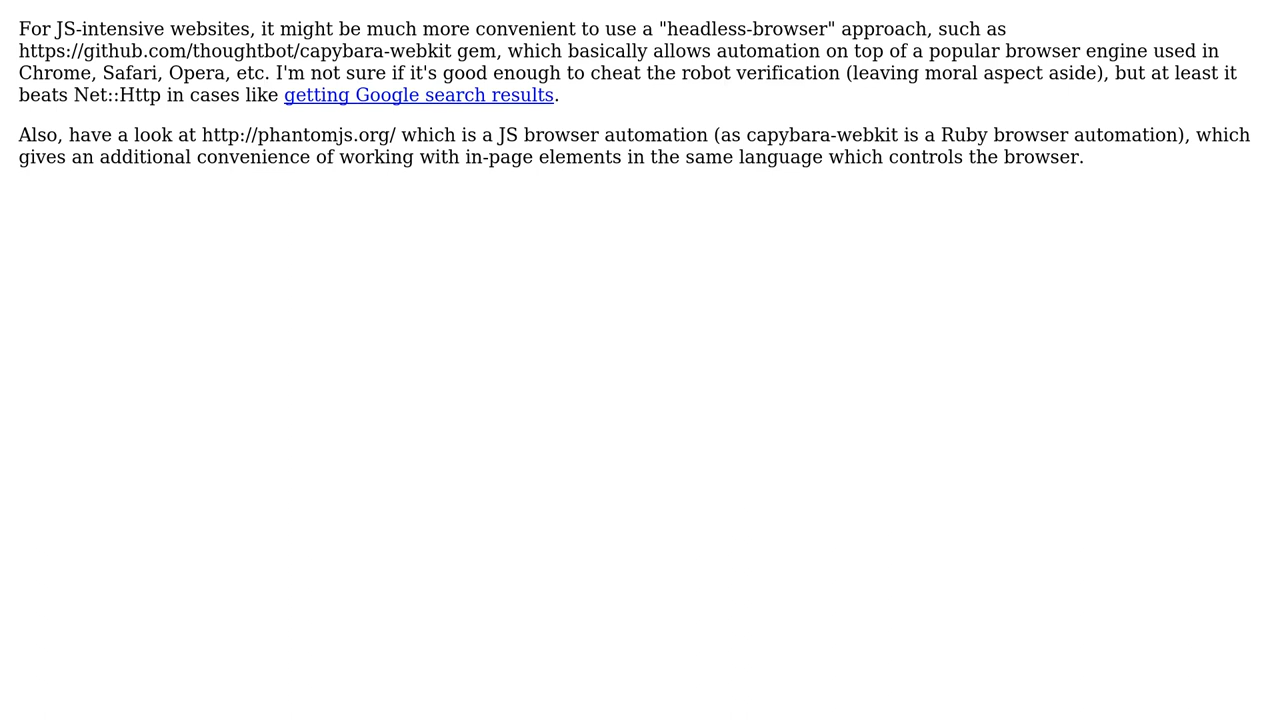 For JS-intensive websites, it might be much more convenient to use a "headless-browser" approach, such as
https://github.com/thoughtbot/capybara-webkit gem, which basically allows automation on top of a popular browser engine used in
Chrome, Safari, Opera, etc. I'm not sure if it's good enough to cheat the robot verification (leaving moral aspect aside), but at least it
beats Net::Http in cases like getting Google search results.
Also, have a look at http://phantomjs.org/ which is a JS browser automation (as capybara-webkit is a Ruby browser automation), which
gives an additional convenience of working with in-page elements in the same language which controls the browser.